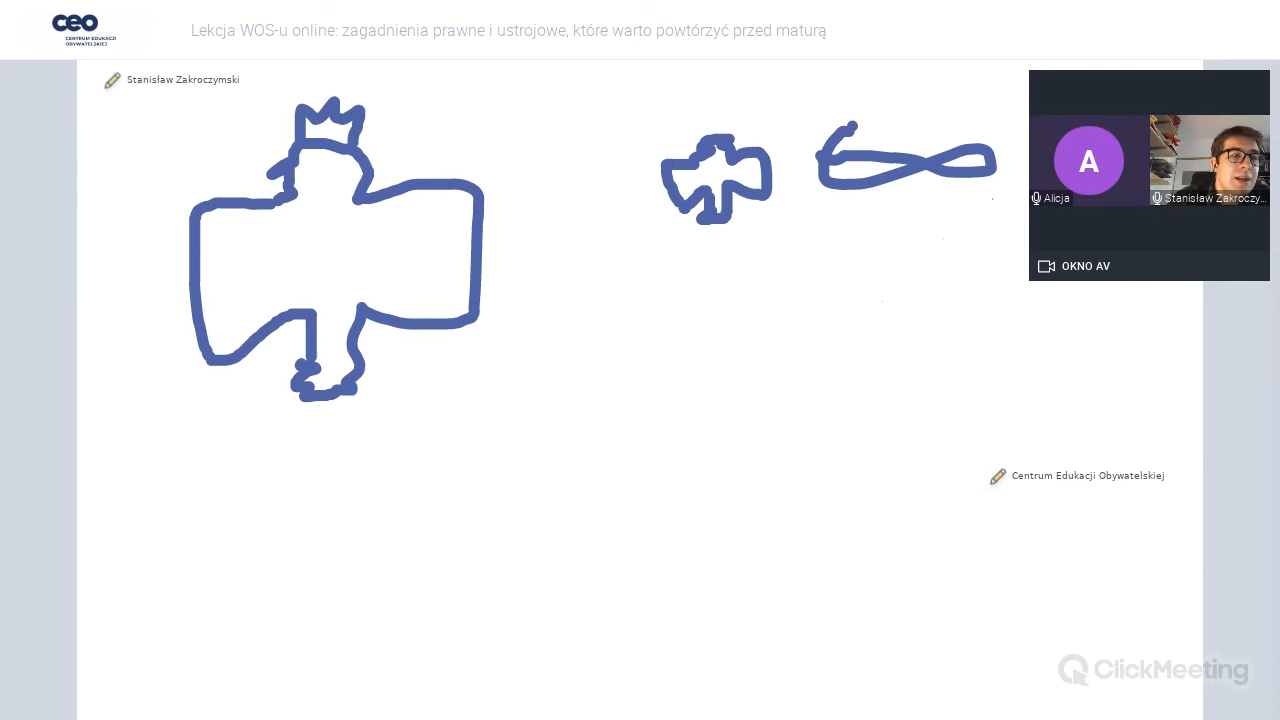 ceo
CENTRUM EDUKACJI
OBYWATELSKIEJ
Lekcja WOS-u online: zagadnienia prawne i ustrojowe, które warto powtórzyć przed maturą
Stanisław Zakroczymski
A
Alicja
Stanisław Zakroczy...
OKNO AV
Centrum Edukacji Obywatelskiej
ClickMeeting